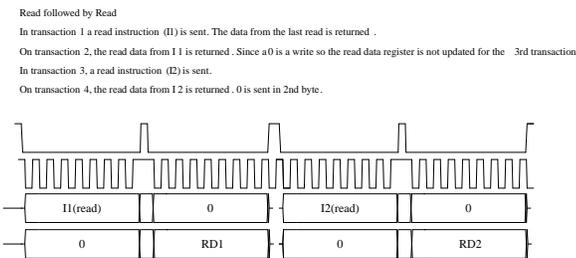 Read followed by Read
In transaction 1 a read instruction (I1) is sent. The data from the last read is returned .
On transaction 2, the read data from I 1 is returned . Since a 0 is a write so the read data register is not updated for the 3rd transaction
In transaction 3, a read instruction (I2) is sent.
On transaction 4, the read data from I 2 is returned . 0 is sent in 2nd byte.
I1(read) 0 I2(read) 0
0 RD1 0 RD2